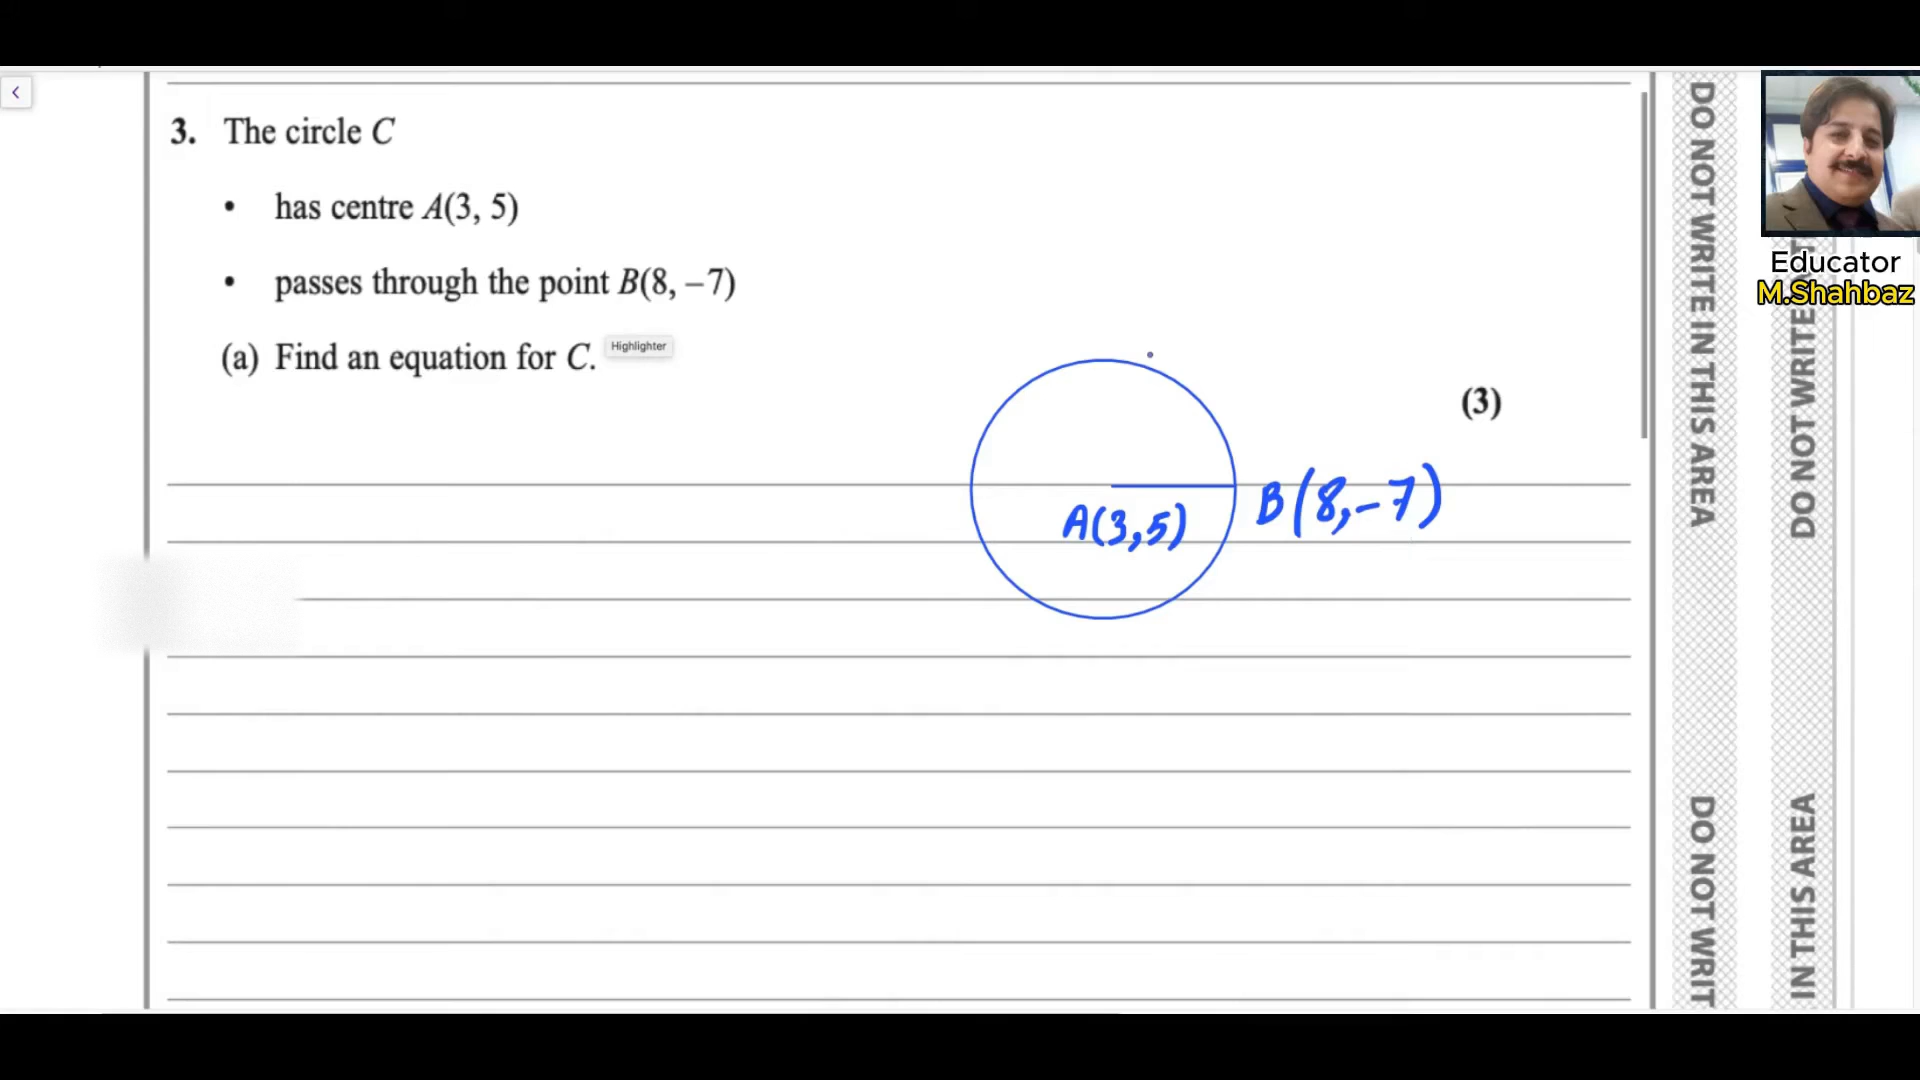 3. The circle C
• has centre A(3, 5)
• passes through the point B(8, –7)
(a) Find an equation for C.
Highlighter
(3)
A(3,5)
B(8,-7)
DO NOT WRITE IN THIS AREA
DO NOT WRIT
DO NOT WRITE
IN THIS AREA
Educator
M.Shahbaz